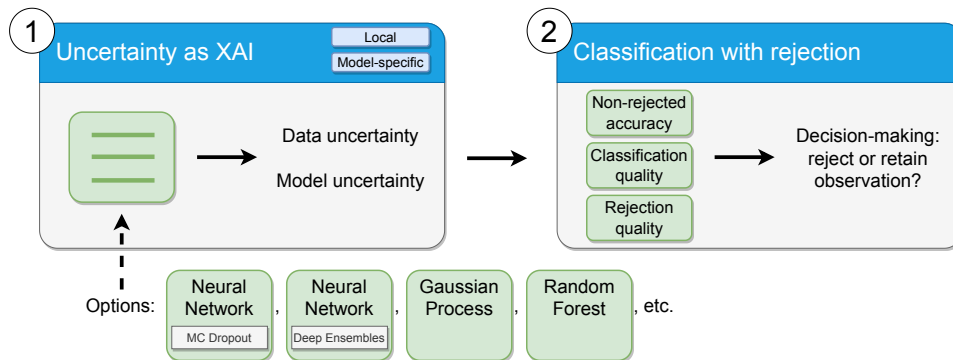 1
Uncertainty as XAI
Local
Model-specific
Data uncertainty
Model uncertainty
2
Classification with rejection
Non-rejected
accuracy
Classification
quality
Rejection
quality
Decision-making:
reject or retain
observation?
Options:
Neural
Network
MC Dropout
,
Neural
Network
Deep Ensembles
,
Gaussian
Process
,
Random
Forest
, etc.